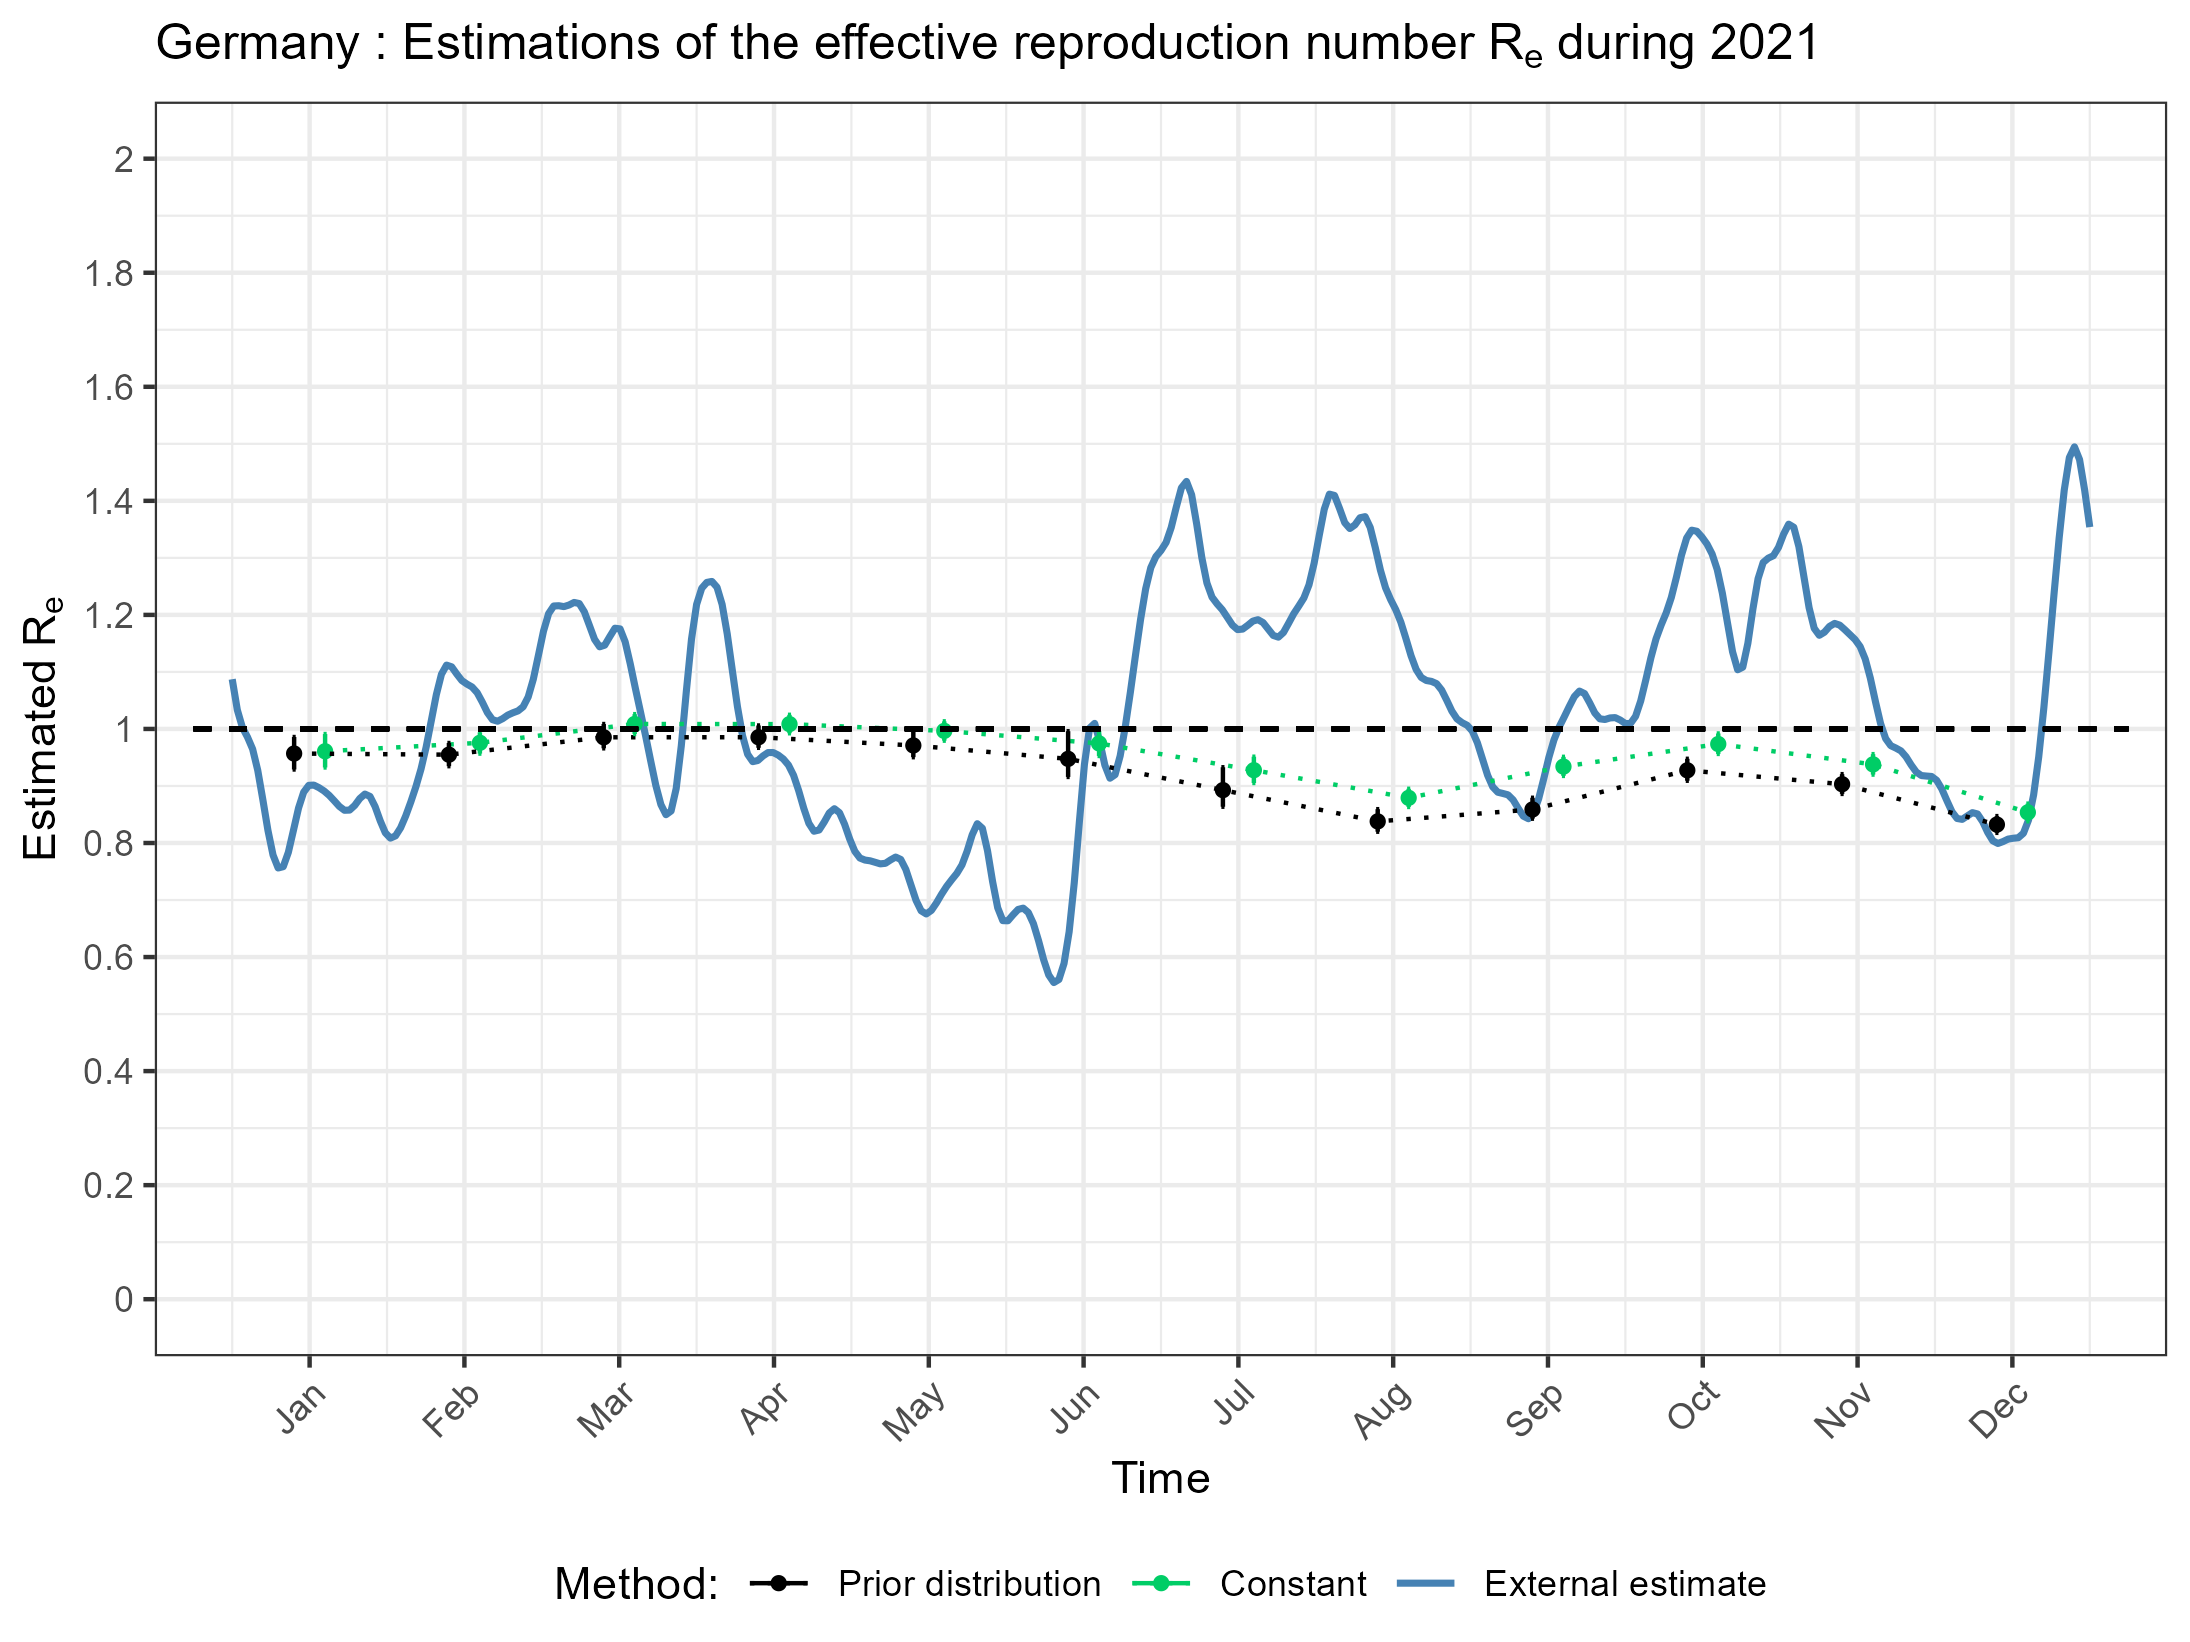 Germany : Estimations of the effective reproduction number Re during 2021
Estimated Re
2
1.8
1.6
1.4
1.2
1
0.8
0.6
0.4
0.2
0
Jan
Feb
Mar
Apr
May
Jun
Jul
Aug
Sep
Oct
Nov
Dec
Time
Method: Prior distribution Constant External estimate